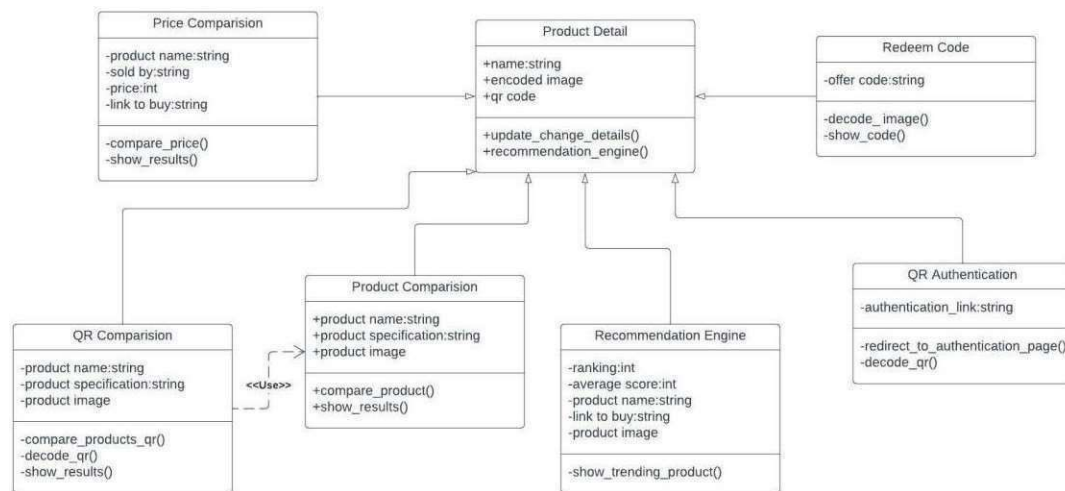 Price Comparision
-product name:string
-sold by:string
-price:int
-link to buy:string
-compare_price()
-show_results()
Product Detail
+name:string
+encoded image
+qr code
+update_change_details()
+recommendation_engine()
Redeem Code
-offer code:string
-decode_ image()
-show_code()
QR Comparision
-product name:string
-product specification:string
-product image
-compare_products_qr()
-decode_qr()
-show_results()
<<Use>>
Product Comparision
+product name:string
+product specification:string
+product image
+compare_product()
+show_results()
Recommendation Engine
-ranking:int
-average score:int
-product name:string
-link to buy:string
-product image
-show_trending_product()
QR Authentication
-authentication_link:string
-redirect_to_authentication_page()
-decode_qr()